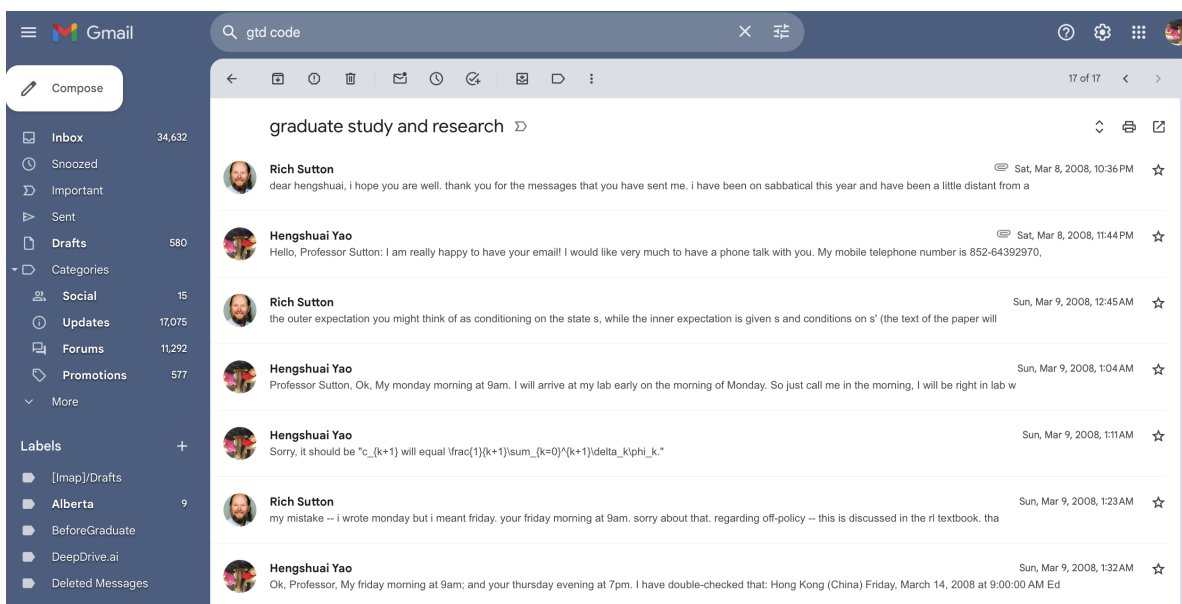 Gmail
gtd code
Compose
17 of 17
graduate study and research
Inbox 34,632
Snoozed
Important
Sent
Drafts 580
Categories
Social 15
Updates 17,075
Forums 11,292
Promotions 577
More
Labels
[Imap]/Drafts
Alberta 9
BeforeGraduate
DeepDrive.ai
Deleted Messages
Rich Sutton Sat, Mar 8, 2008, 10:36 PM
dear hengshuai, i hope you are well. thank you for the messages that you have sent me. i have been on sabbatical this year and have been a little distant from a
Hengshuai Yao Sat, Mar 8, 2008, 11:44 PM
Hello, Professor Sutton: I am really happy to have your email! I would like very much to have a phone talk with you. My mobile telephone number is 852-64392970,
Rich Sutton Sun, Mar 9, 2008, 12:45 AM
the outer expectation you might think of as conditioning on the state s, while the inner expectation is given s and conditions on s' (the text of the paper will
Hengshuai Yao Sun, Mar 9, 2008, 1:04 AM
Professor Sutton, Ok, My monday morning at 9am. I will arrive at my lab early on the morning of Monday. So just call me in the morning, I will be right in lab w
Hengshuai Yao Sun, Mar 9, 2008, 1:11 AM
Sorry, it should be "c_{k+1} will equal \frac{1}{k+1}\sum_{k=0}^{k+1}\delta_k\phi_k."
Rich Sutton Sun, Mar 9, 2008, 1:23 AM
my mistake -- i wrote monday but i meant friday. your friday morning at 9am. sorry about that. regarding off-policy -- this is discussed in the rl textbook. tha
Hengshuai Yao Sun, Mar 9, 2008, 1:32 AM
Ok, Professor, My friday morning at 9am; and your thursday evening at 7pm. I have double-checked that: Hong Kong (China) Friday, March 14, 2008 at 9:00:00 AM Ed